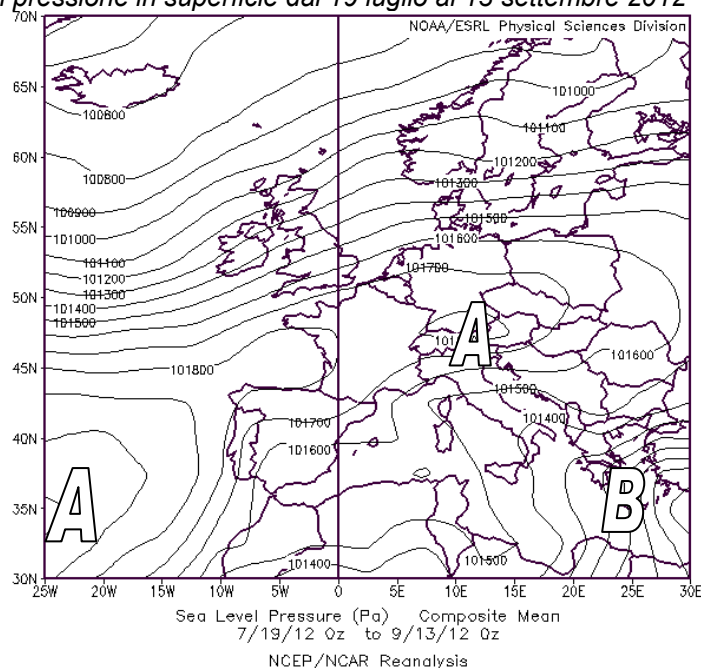 pressione in superficie dal 19 luglio al 13 settembre 2012
70N
NOAA/ESRL Physical Sciences Division
65N
100800
101000
101100
60N
100800
101200
101300
100900
101500
55N
101000
101600
101100
101700
101200
101300
50N
101400
101500
A
101600
45N
101800
101500
101700
101400
40N
101600
A
B
35N
101400
101500
30N
25W 20W 15W 10W 5W 0 5E 10E 15E 20E 25E 30E
Sea Level Pressure (Pa) Composite Mean
7/19/12 0z to 9/13/12 0z
NCEP/NCAR Reanalysis